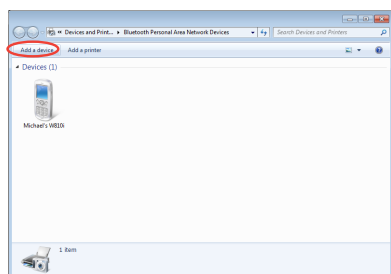 « Devices and Print... ▸ Bluetooth Personal Area Network Devices
Search Devices and Printers
Add a device
Add a printer
Devices (1)
Michael's W810i
1 item